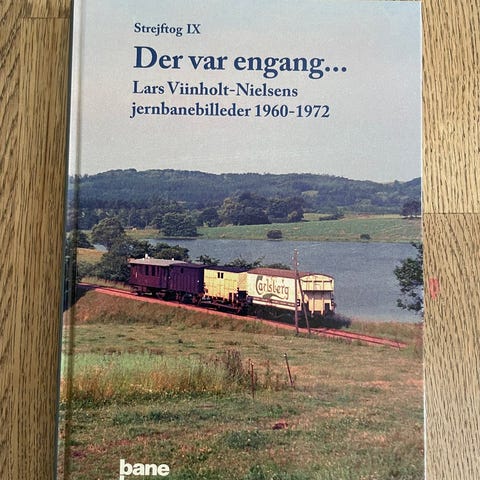 Strejftog IX
Der var engang...
Lars Viinholt-Nielsens
jernbanebilleder 1960-1972
Carlsberg
bane